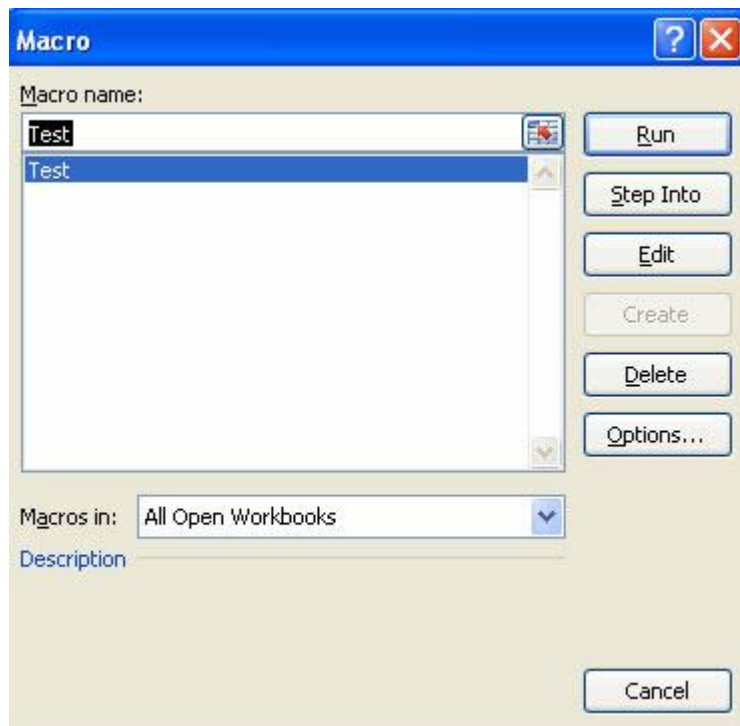 Macro
Macro name:
Test
Test
Run
Step Into
Edit
Create
Delete
Options...
Macros in: All Open Workbooks
Description
Cancel